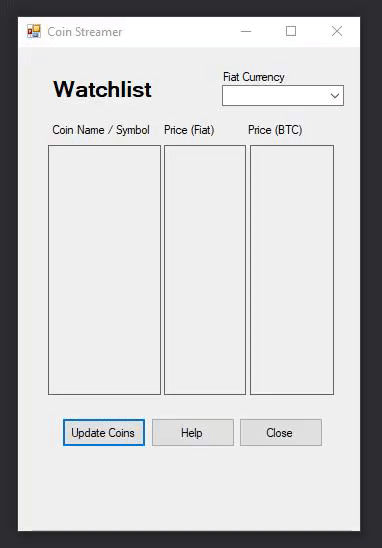 Coin Streamer
Fiat Currency
Watchlist
Coin Name / Symbol Price (Fiat) Price (BTC)
Update Coins Help Close